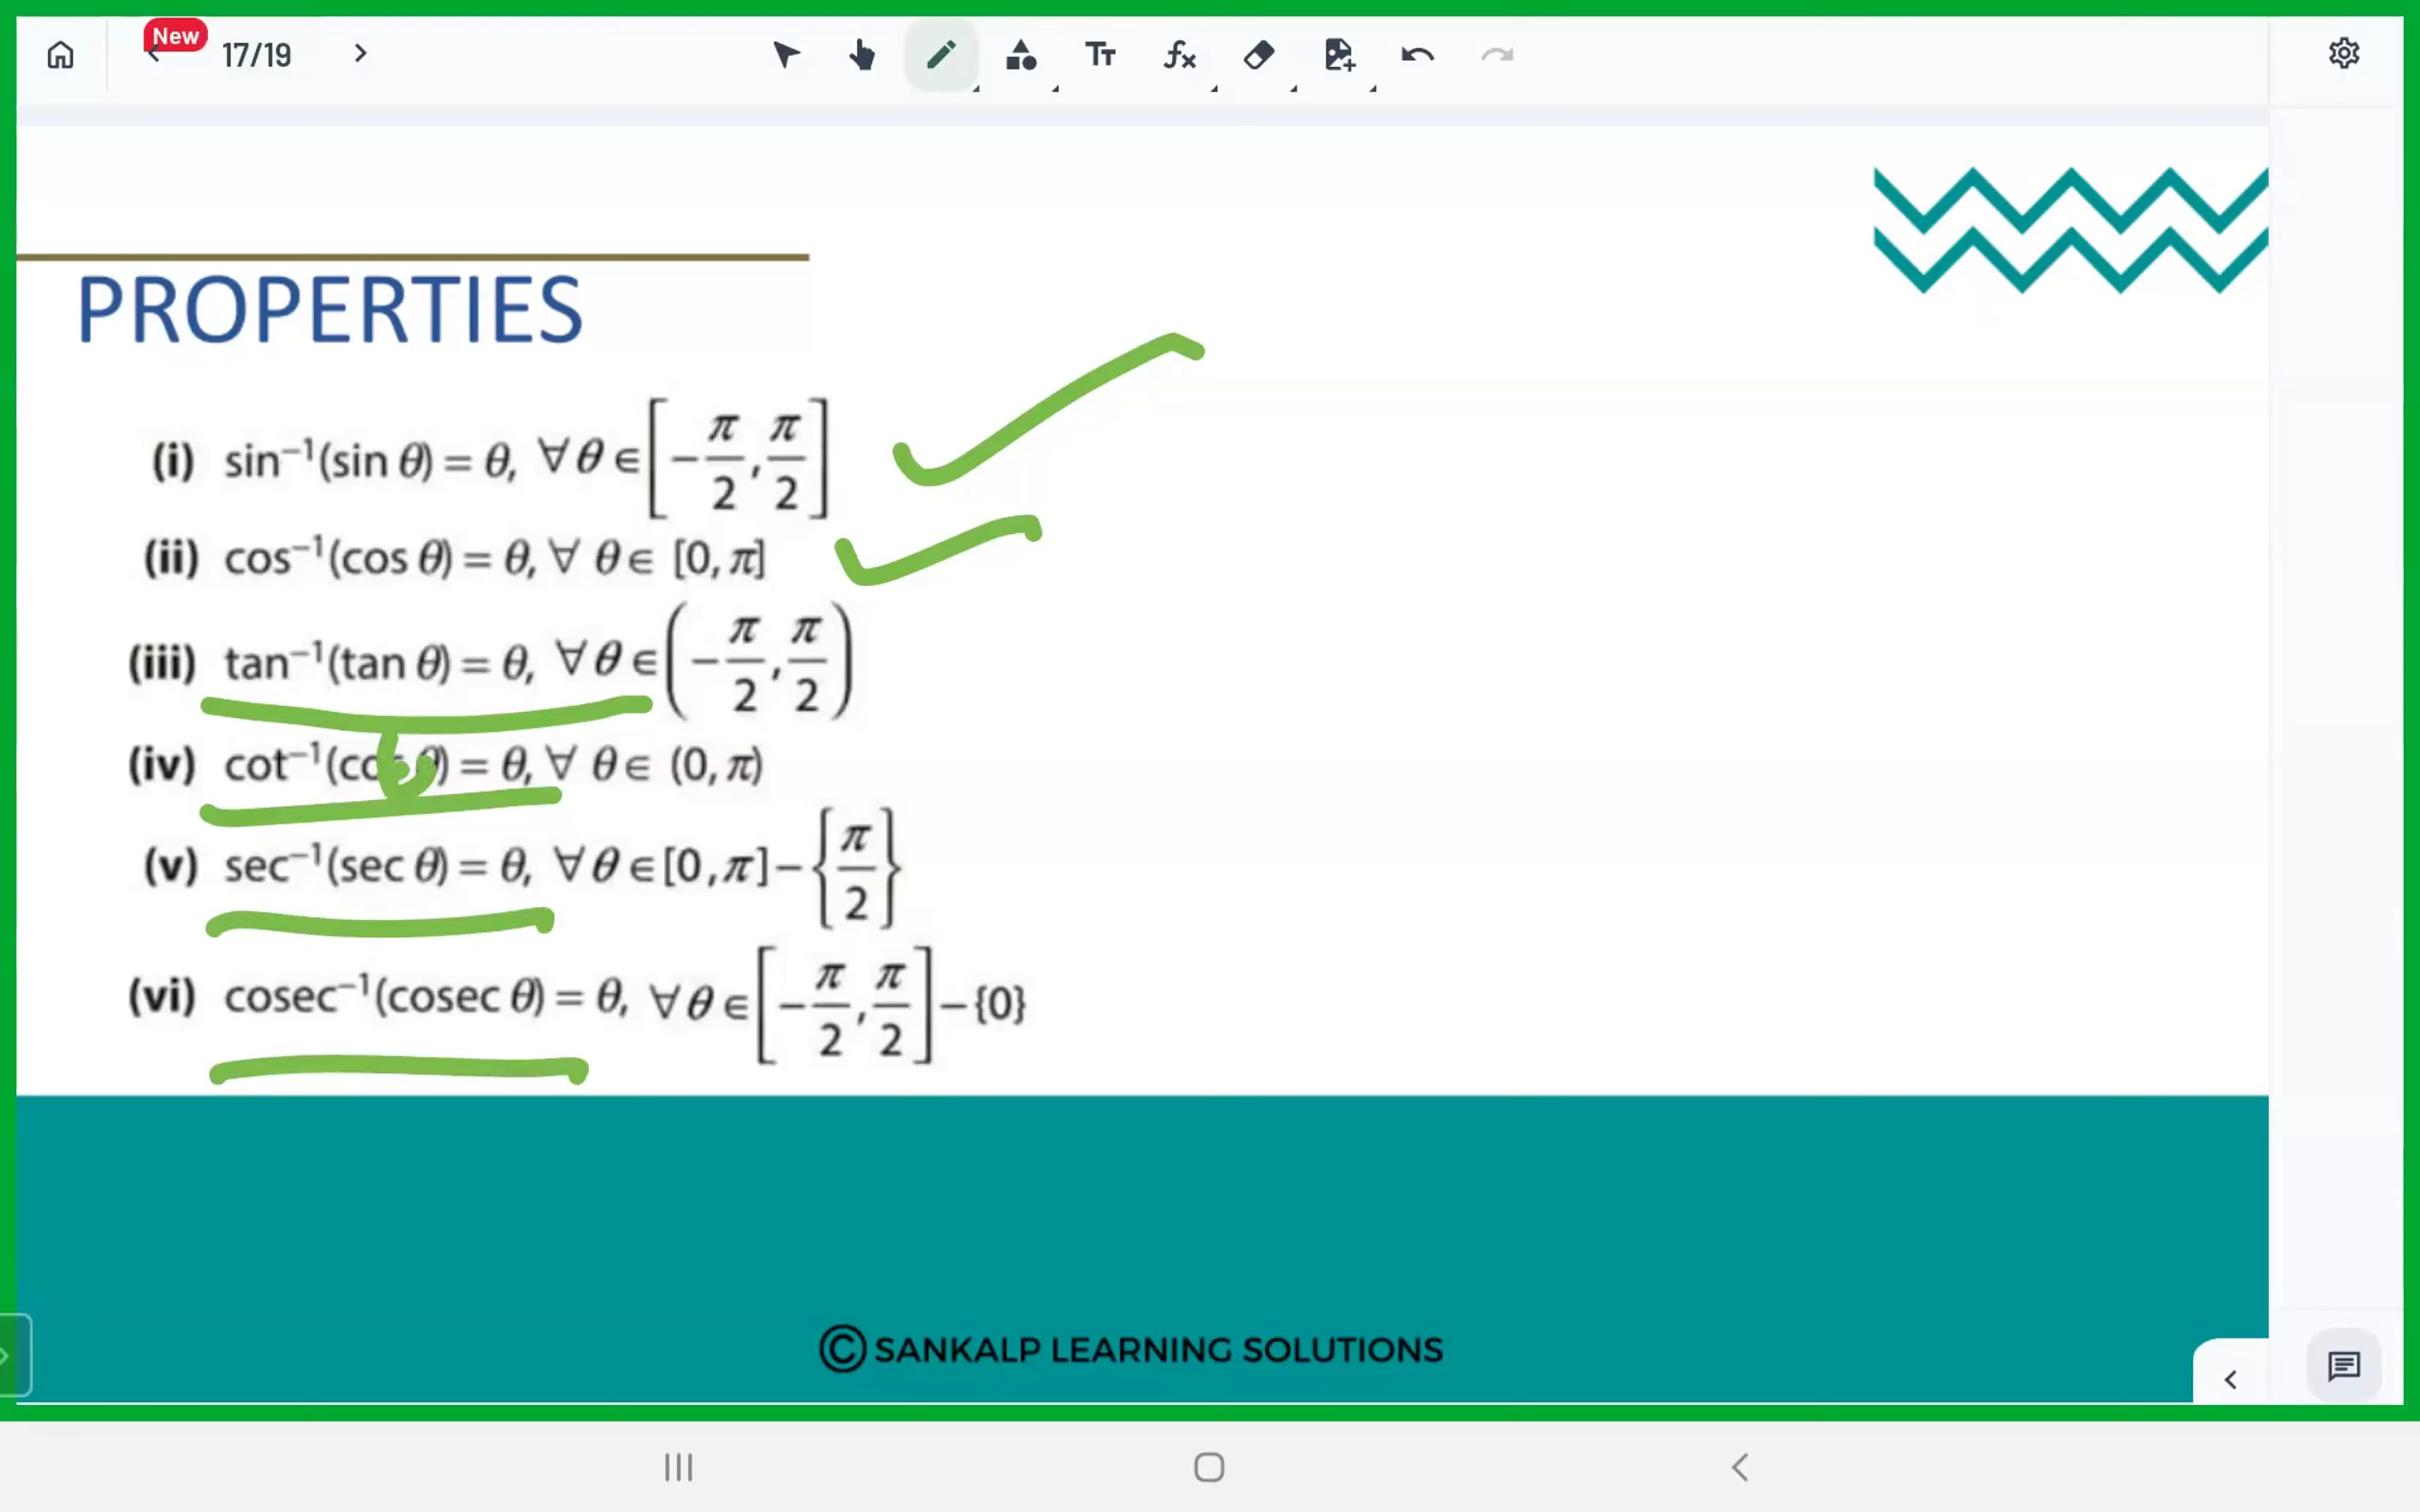 New
17/19
PROPERTIES
(i) sin⁻¹(sin θ) = θ, ∀ θ ∈ [−π/2, π/2]
(ii) cos⁻¹(cos θ) = θ, ∀ θ ∈ [0, π]
(iii) tan⁻¹(tan θ) = θ, ∀ θ ∈ (−π/2, π/2)
(iv) cot⁻¹(cot θ) = θ, ∀ θ ∈ (0, π)
(v) sec⁻¹(sec θ) = θ, ∀ θ ∈ [0, π] − {π/2}
(vi) cosec⁻¹(cosec θ) = θ, ∀ θ ∈ [−π/2, π/2] − {0}
© SANKALP LEARNING SOLUTIONS